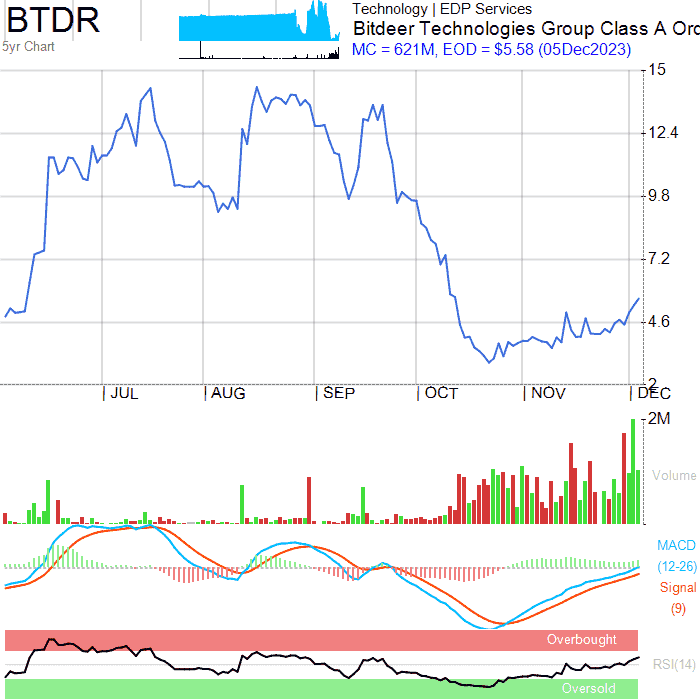 BTDR
5yr Chart
Technology | EDP Services
Bitdeer Technologies Group Class A Ord
MC = 621M, EOD = $5.58 (05Dec2023)
15
12.4
9.8
7.2
4.6
2
| JUL | AUG | SEP | OCT | NOV | DEC
2M
Volume
MACD
(12-26)
Signal
(9)
Overbought
RSI(14)
Oversold